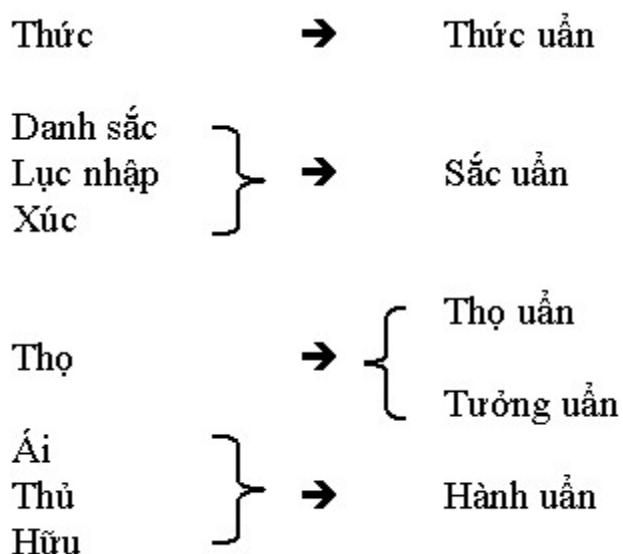 Thức ➔ Thức uẩn
Danh sắc
Lục nhập ➔ Sắc uẩn
Xúc
Thọ uẩn
Thọ ➔
Tưởng uẩn
Ái
Thủ ➔ Hành uẩn
Hữu